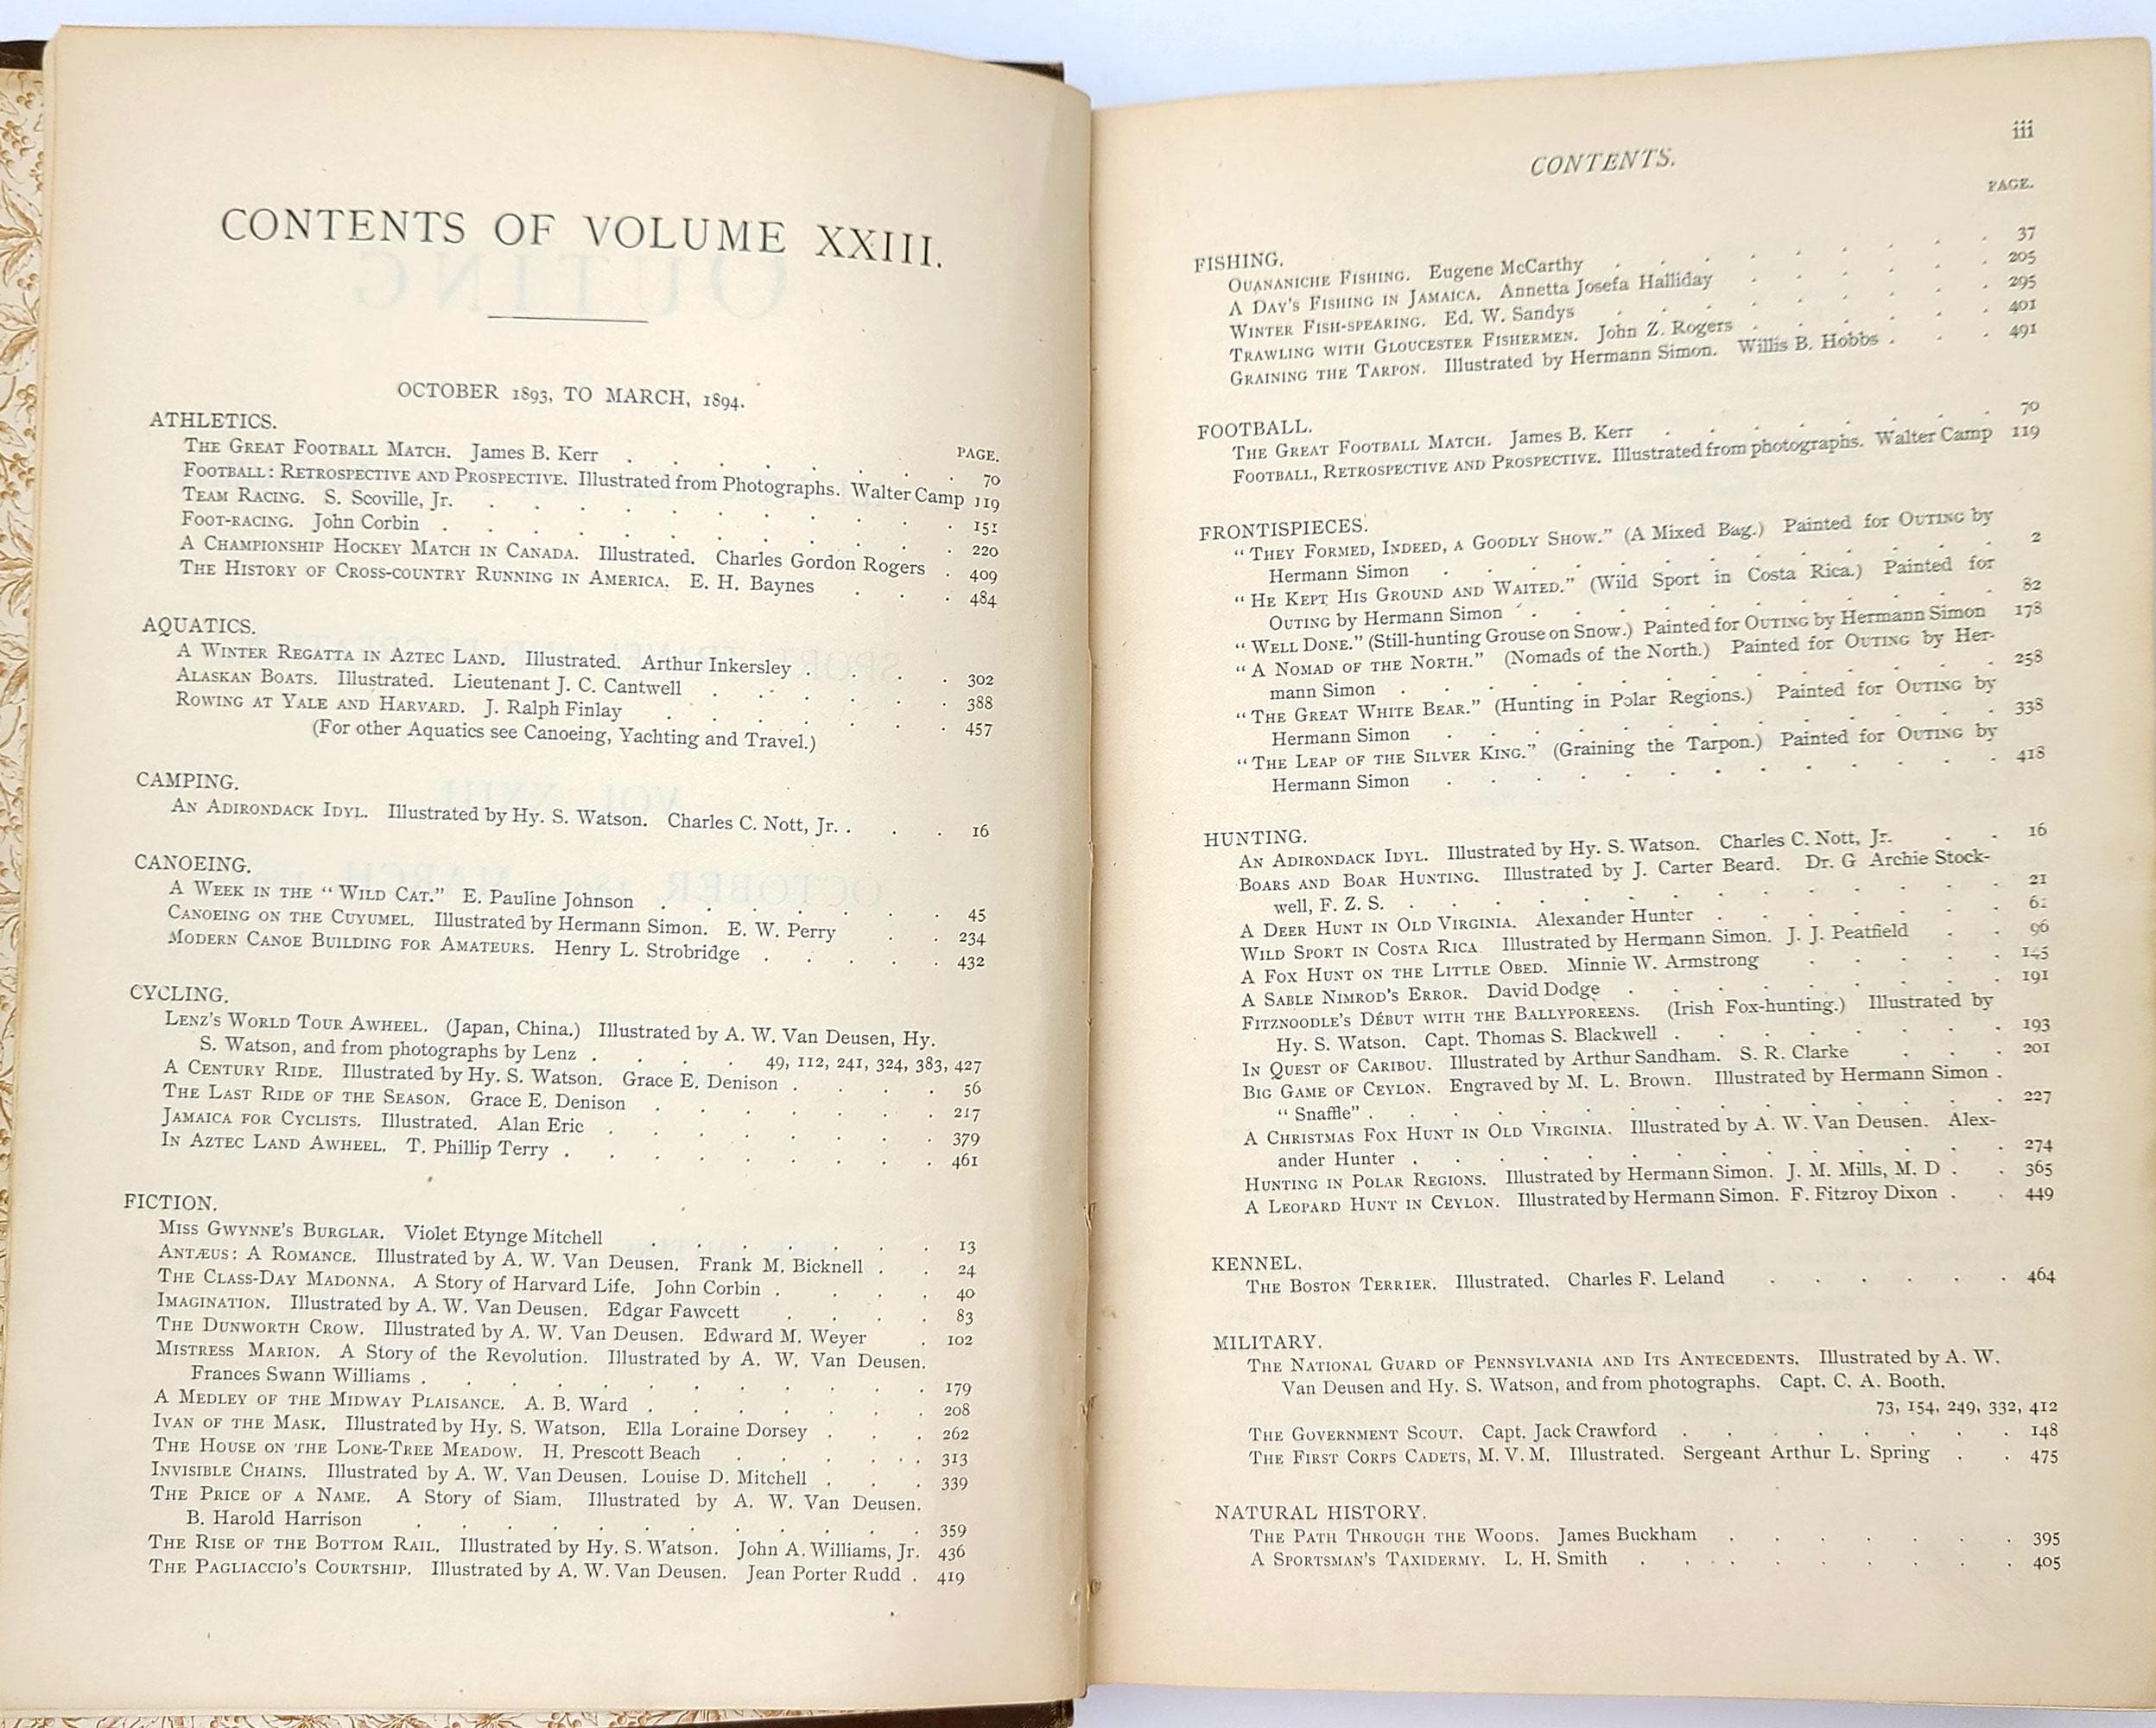 CONTENTS OF VOLUME XXIII.
OCTOBER 1893, TO MARCH, 1894.
PAGE.
ATHLETICS.
THE GREAT FOOTBALL MATCH. James B. Kerr . . . . . . . 70
FOOTBALL: RETROSPECTIVE AND PROSPECTIVE. Illustrated from Photographs. Walter Camp 119
TEAM RACING. S. Scoville, Jr. . . . . . . . . . . 151
FOOT-RACING. John Corbin . . . . . . . . . . . 220
A CHAMPIONSHIP HOCKEY MATCH IN CANADA. Illustrated. Charles Gordon Rogers . 409
THE HISTORY OF CROSS-COUNTRY RUNNING IN AMERICA. E. H. Baynes . . . 484
AQUATICS.
A WINTER REGATTA IN AZTEC LAND. Illustrated. Arthur Inkersley . . . . 302
ALASKAN BOATS. Illustrated. Lieutenant J. C. Cantwell . . . . . . 388
ROWING AT YALE AND HARVARD. J. Ralph Finlay . . . . . . . 457
(For other Aquatics see Canoeing, Yachting and Travel.)
CAMPING.
AN ADIRONDACK IDYL. Illustrated by Hy. S. Watson. Charles C. Nott, Jr. . . . 16
CANOEING.
A WEEK IN THE "WILD CAT." E. Pauline Johnson . . . . . . . 45
CANOEING ON THE CUYUMEL. Illustrated by Hermann Simon. E. W. Perry . . 234
MODERN CANOE BUILDING FOR AMATEURS. Henry L. Strobridge . . . . . 432
CYCLING.
LENZ'S WORLD TOUR AWHEEL. (Japan, China.) Illustrated by A. W. Van Deusen, Hy.
S. Watson, and from photographs by Lenz . . . . 49, 112, 241, 324, 383, 427
A CENTURY RIDE. Illustrated by Hy. S. Watson. Grace E. Denison . . . . 56
THE LAST RIDE OF THE SEASON. Grace E. Denison . . . . . . . 217
JAMAICA FOR CYCLISTS. Illustrated. Alan Eric . . . . . . . . 379
IN AZTEC LAND AWHEEL. T. Phillip Terry . . . . . . . . . 461
FICTION.
MISS GWYNNE'S BURGLAR. Violet Etynge Mitchell . . . . . . . 13
ANTÆUS: A ROMANCE. Illustrated by A. W. Van Deusen. Frank M. Bicknell . . 24
THE CLASS-DAY MADONNA. A Story of Harvard Life. John Corbin . . . . 40
IMAGINATION. Illustrated by A. W. Van Deusen. Edgar Fawcett . . . . 83
THE DUNWORTH CROW. Illustrated by A. W. Van Deusen. Edward M. Weyer . 102
MISTRESS MARION. A Story of the Revolution. Illustrated by A. W. Van Deusen.
Frances Swann Williams . . . . . . . . . . . . 179
A MEDLEY OF THE MIDWAY PLAISANCE. A. B. Ward . . . . . . . 208
IVAN OF THE MASK. Illustrated by Hy. S. Watson. Ella Loraine Dorsey . . . 262
THE HOUSE ON THE LONE-TREE MEADOW. H. Prescott Beach . . . . . 313
INVISIBLE CHAINS. Illustrated by A. W. Van Deusen. Louise D. Mitchell . . . 339
THE PRICE OF A NAME. A Story of Siam. Illustrated by A. W. Van Deusen.
B. Harold Harrison . . . . . . . . . . . . 359
THE RISE OF THE BOTTOM RAIL. Illustrated by Hy. S. Watson. John A. Williams, Jr. 436
THE PAGLIACCIO'S COURTSHIP. Illustrated by A. W. Van Deusen. Jean Porter Rudd . 419
iii
CONTENTS.
PAGE.
FISHING.
OUANANICHE FISHING. Eugene McCarthy . . . . . . . . . 37
A DAY'S FISHING IN JAMAICA. Annetta Josefa Halliday . . . . . . 205
WINTER FISH-SPEARING. Ed. W. Sandys . . . . . . . . . 295
TRAWLING WITH GLOUCESTER FISHERMEN. John Z. Rogers . . . . . . 401
GRAINING THE TARPON. Illustrated by Hermann Simon. Willis B. Hobbs . . . 491
FOOTBALL.
THE GREAT FOOTBALL MATCH. James B. Kerr . . . . . . . . 70
FOOTBALL, RETROSPECTIVE AND PROSPECTIVE. Illustrated from photographs. Walter Camp 119
FRONTISPIECES.
"THEY FORMED, INDEED, A GOODLY SHOW." (A Mixed Bag.) Painted for OUTING by
Hermann Simon . . . . . . . . . . . . . 2
"HE KEPT HIS GROUND AND WAITED." (Wild Sport in Costa Rica.) Painted for
OUTING by Hermann Simon . . . . . . . . . . . 82
"WELL DONE." (Still-hunting Grouse on Snow.) Painted for OUTING by Hermann Simon 178
"A NOMAD OF THE NORTH." (Nomads of the North.) Painted for OUTING by Her-
mann Simon . . . . . . . . . . . . . . 258
"THE GREAT WHITE BEAR." (Hunting in Polar Regions.) Painted for OUTING by
Hermann Simon . . . . . . . . . . . . . 338
"THE LEAP OF THE SILVER KING." (Graining the Tarpon.) Painted for OUTING by
Hermann Simon . . . . . . . . . . . . . 418
HUNTING.
AN ADIRONDACK IDYL. Illustrated by Hy. S. Watson. Charles C. Nott, Jr. . . 16
BOARS AND BOAR HUNTING. Illustrated by J. Carter Beard. Dr. G Archie Stock-
well, F. Z. S. . . . . . . . . . . . . . . 21
A DEER HUNT IN OLD VIRGINIA. Alexander Hunter . . . . . . . 61
WILD SPORT IN COSTA RICA Illustrated by Hermann Simon. J. J. Peatfield . . 96
A FOX HUNT ON THE LITTLE OBED. Minnie W. Armstrong . . . . . 145
A SABLE NIMROD'S ERROR. David Dodge . . . . . . . . . 191
FITZNOODLE'S DÉBUT WITH THE BALLYPOREENS. (Irish Fox-hunting.) Illustrated by
Hy. S. Watson. Capt. Thomas S. Blackwell . . . . . . . . 193
IN QUEST OF CARIBOU. Illustrated by Arthur Sandham. S. R. Clarke . . . 201
BIG GAME OF CEYLON. Engraved by M. L. Brown. Illustrated by Hermann Simon .
"Snaffle" . . . . . . . . . . . . . . . 227
A CHRISTMAS FOX HUNT IN OLD VIRGINIA. Illustrated by A. W. Van Deusen. Alex-
ander Hunter . . . . . . . . . . . . . . 274
HUNTING IN POLAR REGIONS. Illustrated by Hermann Simon. J. M. Mills, M. D . . 365
A LEOPARD HUNT IN CEYLON. Illustrated by Hermann Simon. F. Fitzroy Dixon . . 449
KENNEL.
THE BOSTON TERRIER. Illustrated. Charles F. Leland . . . . . . 464
MILITARY.
THE NATIONAL GUARD OF PENNSYLVANIA AND ITS ANTECEDENTS. Illustrated by A. W.
Van Deusen and Hy. S. Watson, and from photographs. Capt. C. A. Booth.
73, 154, 249, 332, 412
THE GOVERNMENT SCOUT. Capt. Jack Crawford . . . . . . . . 148
THE FIRST CORPS CADETS, M. V. M. Illustrated. Sergeant Arthur L. Spring . . 475
NATURAL HISTORY.
THE PATH THROUGH THE WOODS. James Buckham . . . . . . . 395
A SPORTSMAN'S TAXIDERMY. L. H. Smith . . . . . . . . . 405